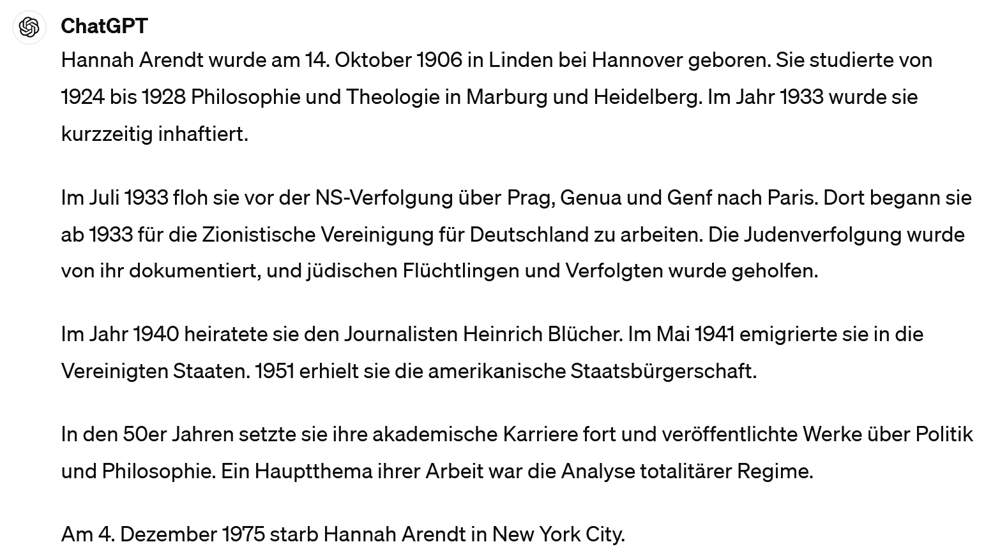 ChatGPT
Hannah Arendt wurde am 14. Oktober 1906 in Linden bei Hannover geboren. Sie studierte von
1924 bis 1928 Philosophie und Theologie in Marburg und Heidelberg. Im Jahr 1933 wurde sie
kurzzeitig inhaftiert.
Im Juli 1933 floh sie vor der NS-Verfolgung über Prag, Genua und Genf nach Paris. Dort begann sie
ab 1933 für die Zionistische Vereinigung für Deutschland zu arbeiten. Die Judenverfolgung wurde
von ihr dokumentiert, und jüdischen Flüchtlingen und Verfolgten wurde geholfen.
Im Jahr 1940 heiratete sie den Journalisten Heinrich Blücher. Im Mai 1941 emigrierte sie in die
Vereinigten Staaten. 1951 erhielt sie die amerikanische Staatsbürgerschaft.
In den 50er Jahren setzte sie ihre akademische Karriere fort und veröffentlichte Werke über Politik
und Philosophie. Ein Hauptthema ihrer Arbeit war die Analyse totalitärer Regime.
Am 4. Dezember 1975 starb Hannah Arendt in New York City.